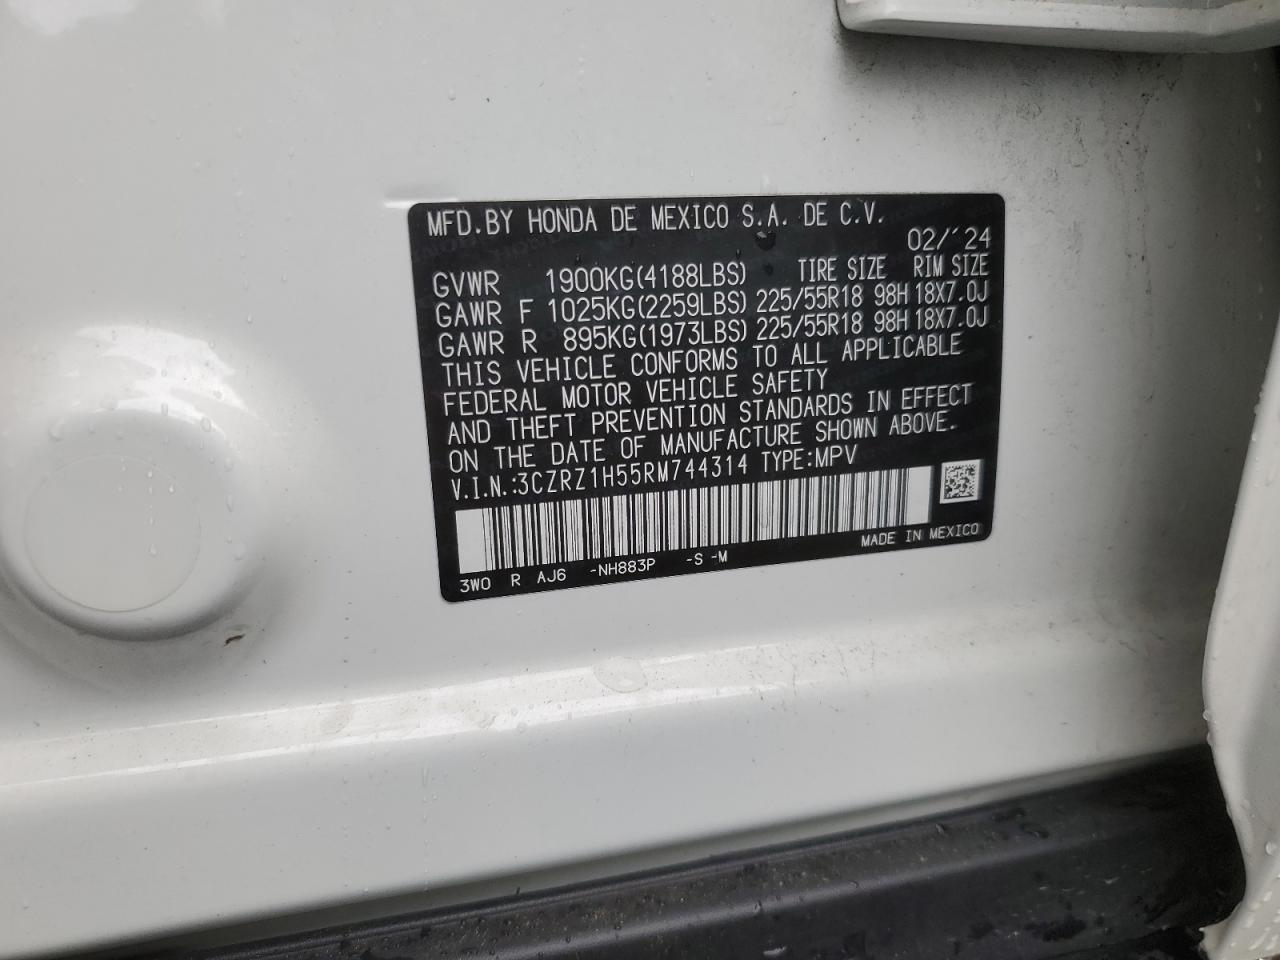 MFD.BY HONDA DE MEXICO S.A. DE C.V.
02/'24
GVWR 1900KG(4188LBS) TIRE SIZE RIM SIZE
GAWR F 1025KG(2259LBS) 225/55R18 98H 18X7.0J
GAWR R 895KG(1973LBS) 225/55R18 98H 18X7.0J
THIS VEHICLE CONFORMS TO ALL APPLICABLE
FEDERAL MOTOR VEHICLE SAFETY
AND THEFT PREVENTION STANDARDS IN EFFECT
ON THE DATE OF MANUFACTURE SHOWN ABOVE.
V.I.N.:3CZRZ1H55RM744314 TYPE:MPV
MADE IN MEXICO
3W0 R AJ6 -NH883P -S -M